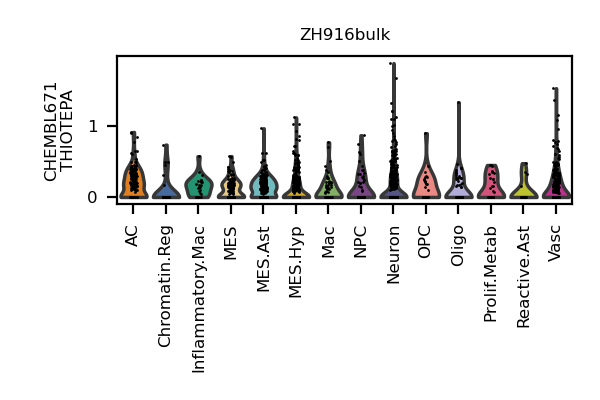 ZH916bulk
CHEMBL671
THIOTEPA
1
0
AC
Chromatin.Reg
Inflammatory.Mac
MES
MES.Ast
MES.Hyp
Mac
NPC
Neuron
OPC
Oligo
Prolif.Metab
Reactive.Ast
Vasc